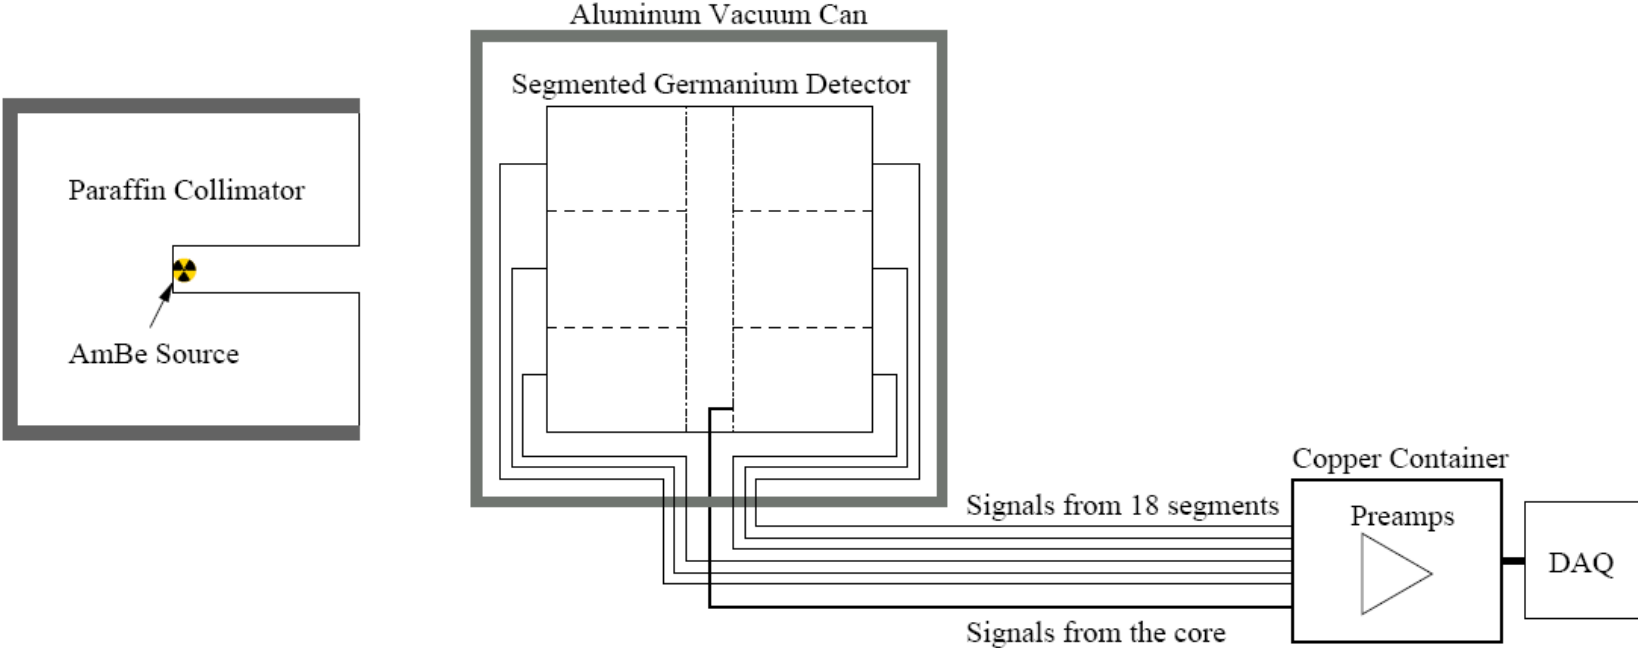 Aluminum Vacuum Can
Segmented Germanium Detector
Paraffin Collimator
AmBe Source
Copper Container
Signals from 18 segments
Preamps
DAQ
Signals from the core